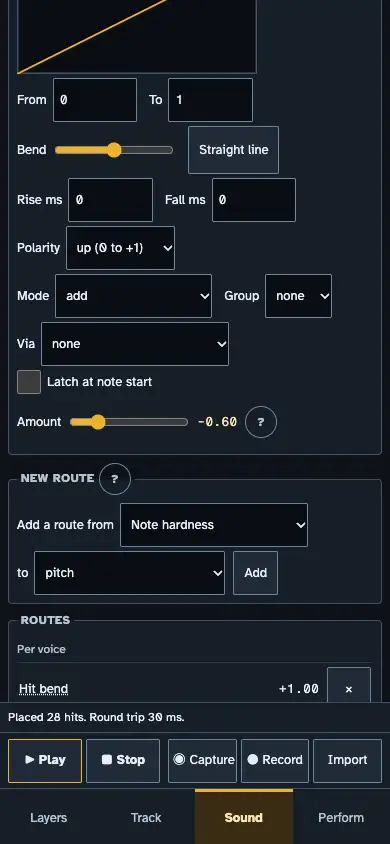 From 0 To 1
Bend Straight line
Rise ms 0 Fall ms 0
Polarity up (0 to +1)
Mode add Group none
Via none
Latch at note start
Amount -0.60 ?
NEW ROUTE ?
Add a route from Note hardness
to pitch Add
ROUTES
Per voice
Hit bend +1.00 ×
Placed 28 hits. Round trip 30 ms.
▶ Play ■ Stop ◉ Capture ● Record Import
Layers Track Sound Perform